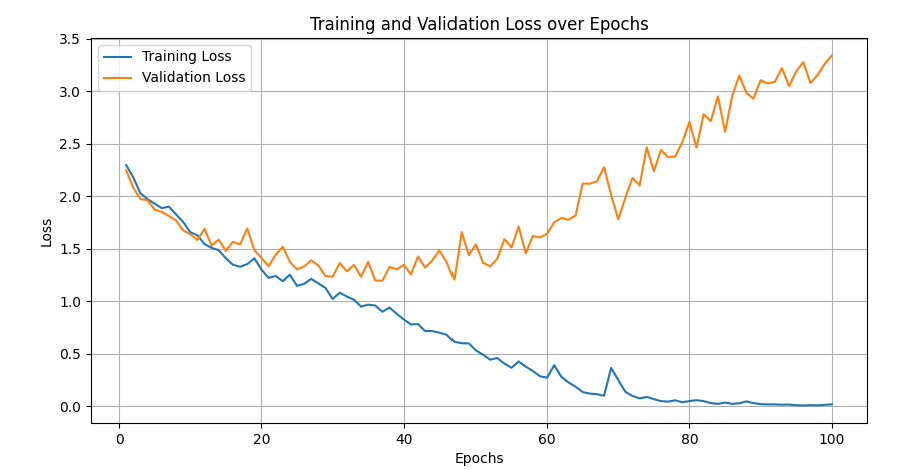 Training and Validation Loss over Epochs
Training Loss
Validation Loss
Loss
3.5
3.0
2.5
2.0
1.5
1.0
0.5
0.0
0 20 40 60 80 100
Epochs